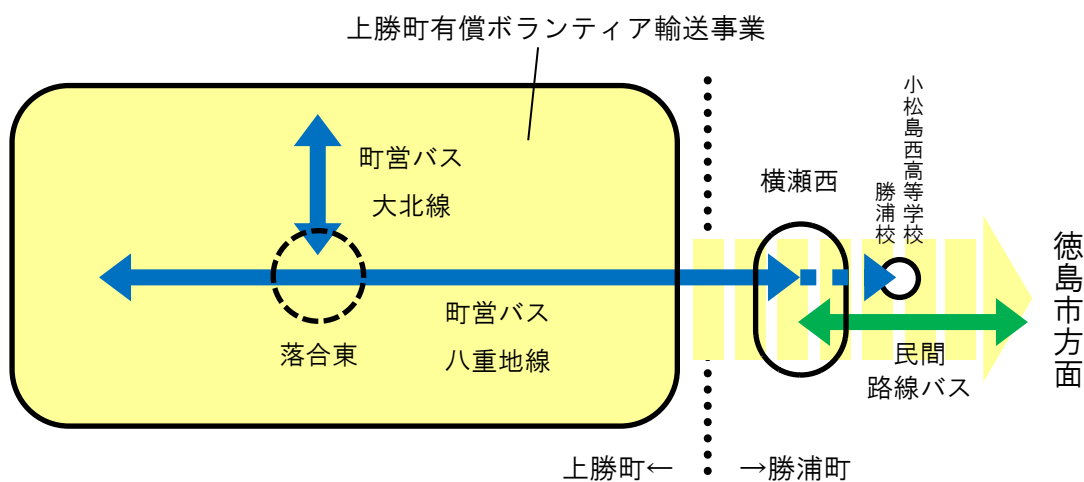 上勝町有償ボランティア輸送事業
町営バス
大北線
落合東
町営バス
八重地線
横瀬西
小松島西高等学校
勝浦校
民間
路線バス
徳島市方面
上勝町←
→勝浦町